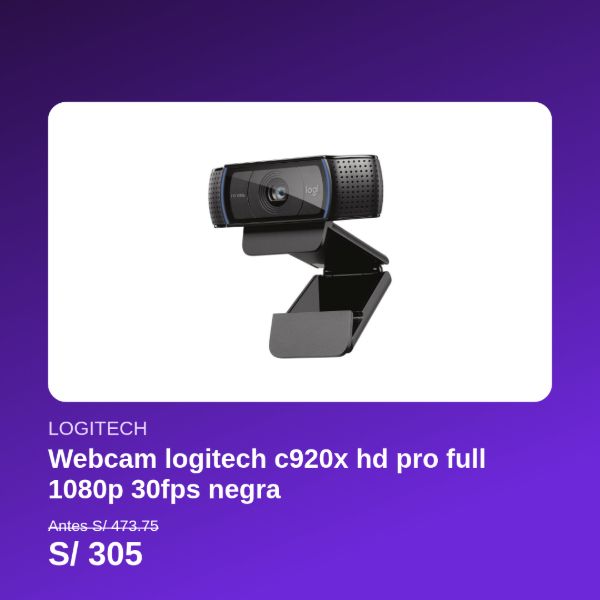 logi
LOGITECH
Webcam logitech c920x hd pro full
1080p 30fps negra
Antes S/ 473.75
S/ 305